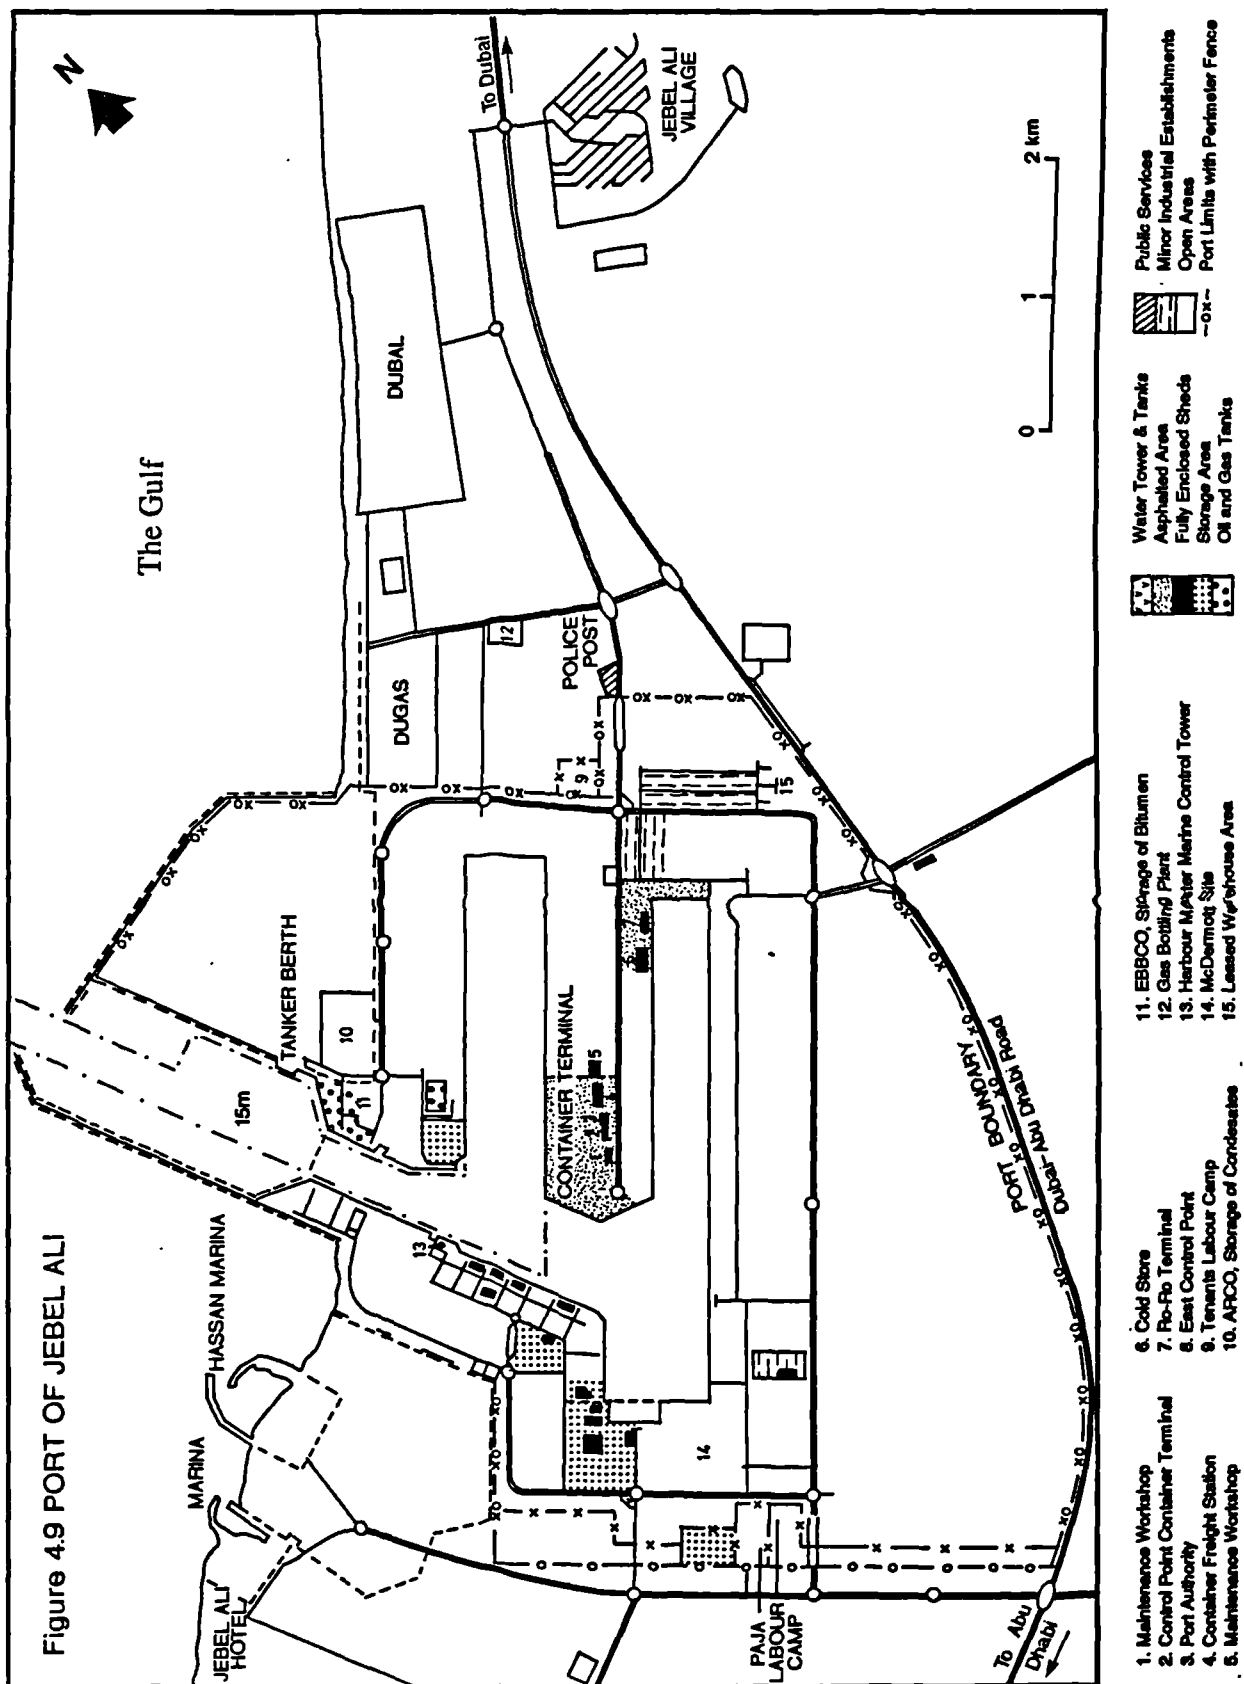 Figure 4.9 PORT OF JEBEL ALI
N
The Gulf
To Dubai
JEBEL ALI
VILLAGE
DUBAL
DUGAS
12
POLICE
POST
9
15
TANKER BERTH
10
11
15m
CONTAINER TERMINAL
5
13
HASSAN MARINA
MARINA
JEBEL ALI
HOTEL
14
PAJA
LABOUR
CAMP
PORT BOUNDARY
Dubai-Abu Dhabi Road
To Abu
Dhabi
0 1 2 km
1. Maintenance Workshop
2. Control Point Container Terminal
3. Port Authority
4. Container Freight Station
5. Maintenance Workshop
6. Cold Store
7. Ro-Ro Terminal
8. East Control Point
9. Tenants Labour Camp
10. ARCO, Storage of Condesates
11. EBBCO, Storage of Bitumen
12. Gas Bottling Plant
13. Harbour Master Marine Control Tower
14. McDermott Site
15. Leased Warehouse Area
Water Tower & Tanks
Asphalted Area
Fully Enclosed Sheds
Storage Area
Oil and Gas Tanks
Public Services
Minor Industrial Establishments
Open Areas
Port Limits with Perimeter Fence